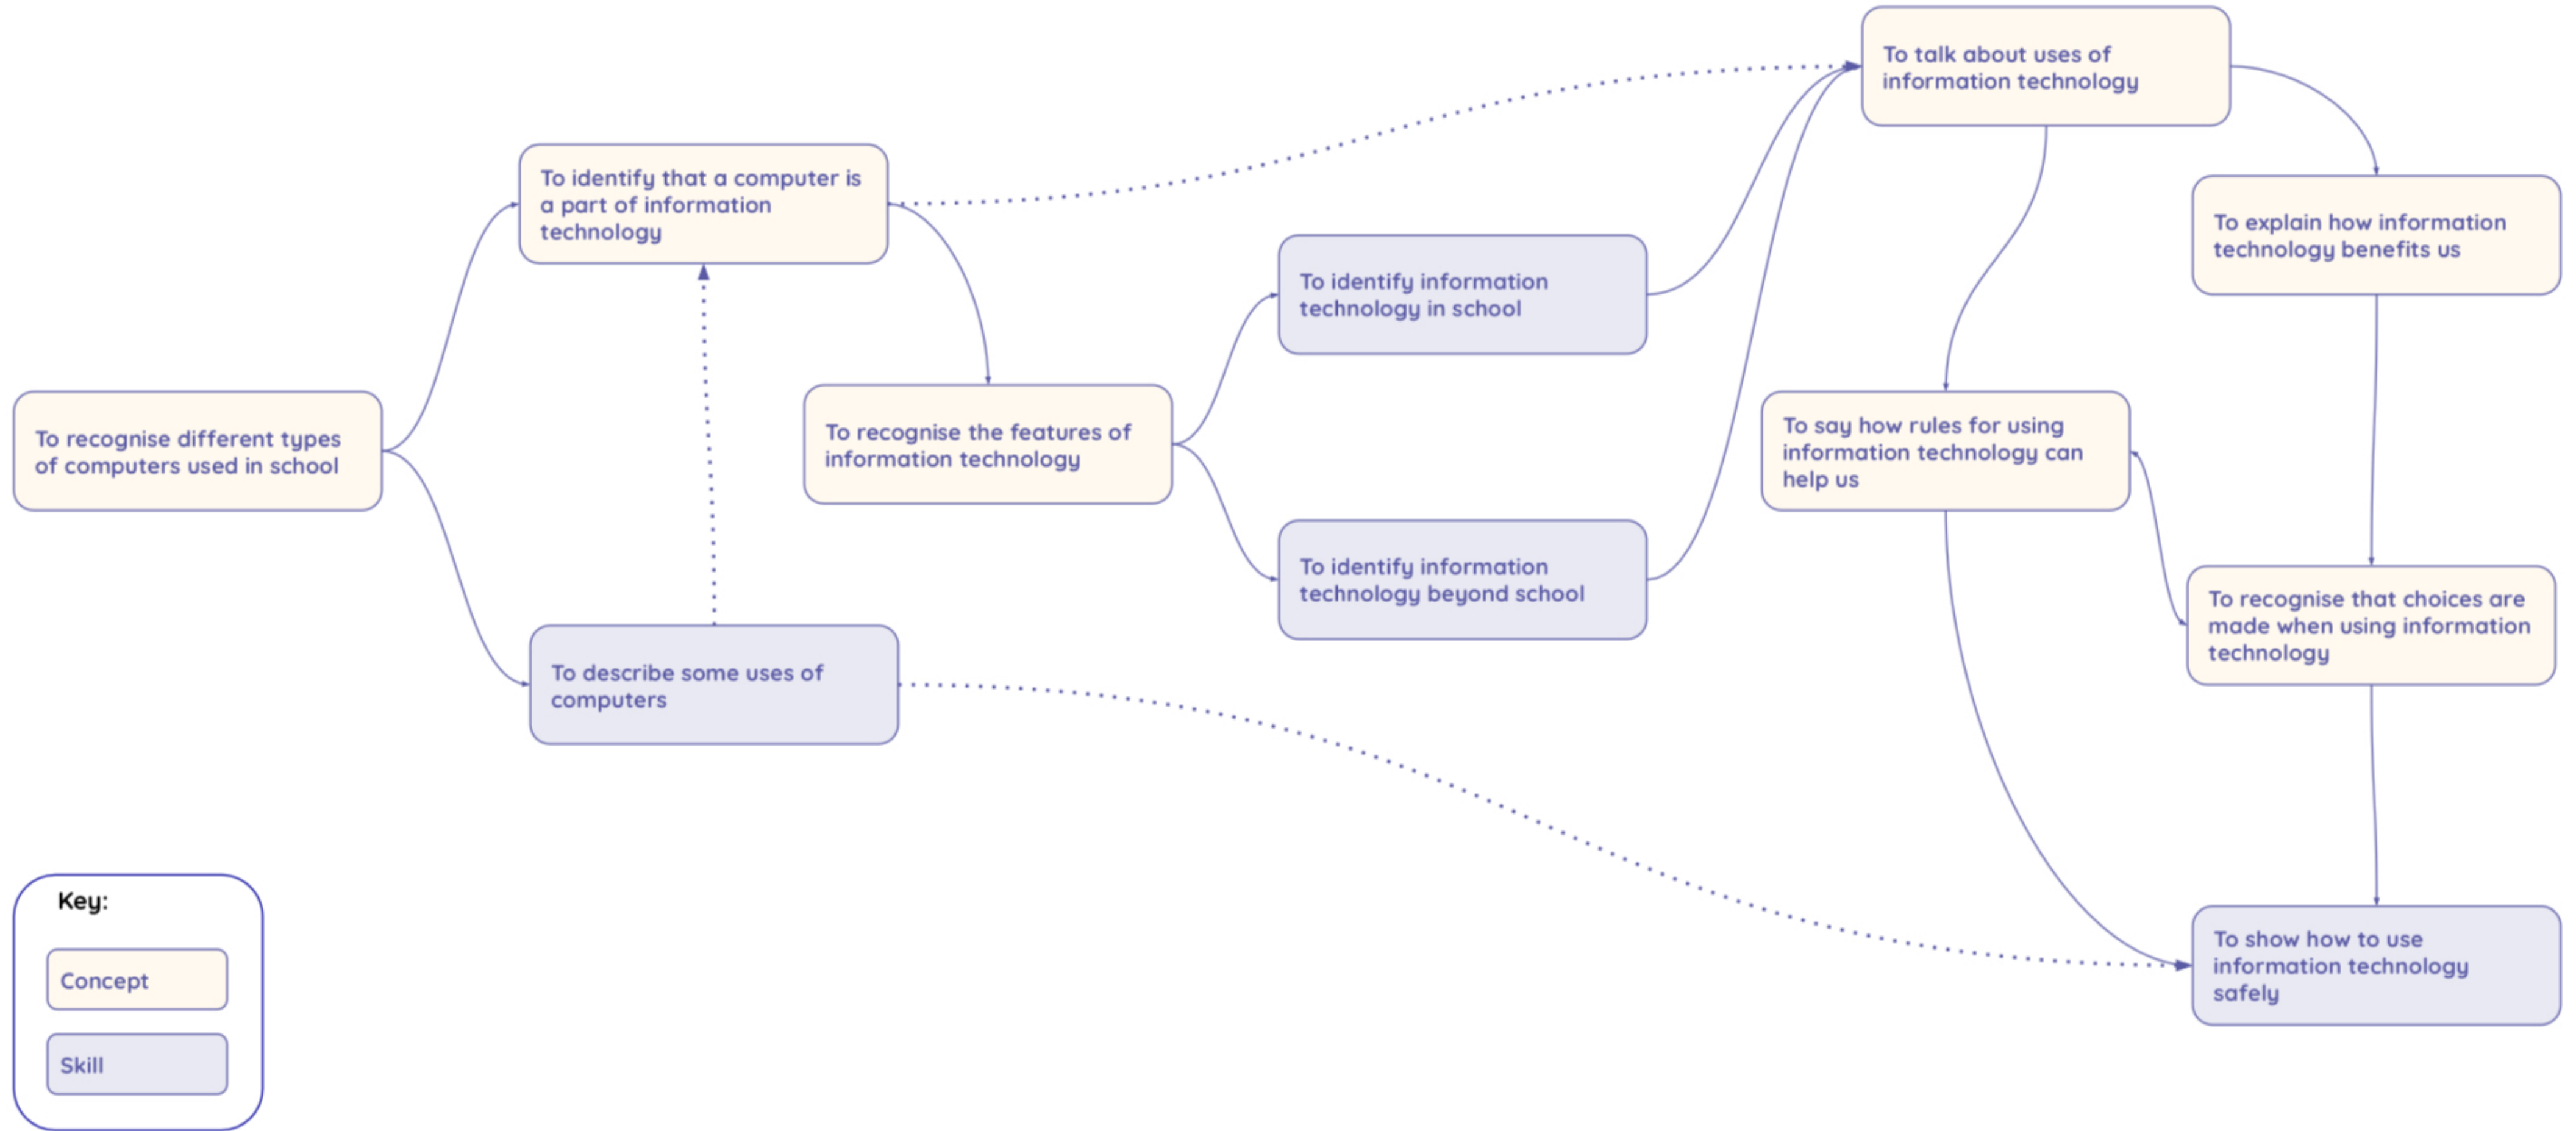 To recognise different types
of computers used in school
To identify that a computer is
a part of information
technology
To describe some uses of
computers
To recognise the features of
information technology
To identify information
technology in school
To identify information
technology beyond school
To talk about uses of
information technology
To explain how information
technology benefits us
To say how rules for using
information technology can
help us
To recognise that choices are
made when using information
technology
To show how to use
information technology
safely
Key:
Concept
Skill